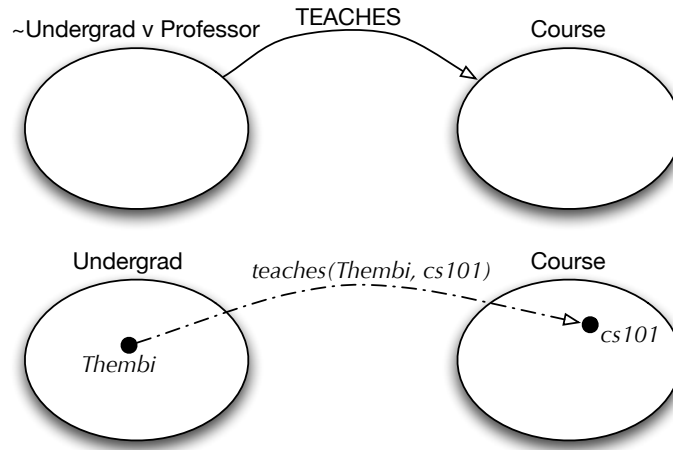 TEACHES
~Undergrad v Professor
Course
Undergrad
teaches(Thembi, cs101)
Course
Thembi
cs101